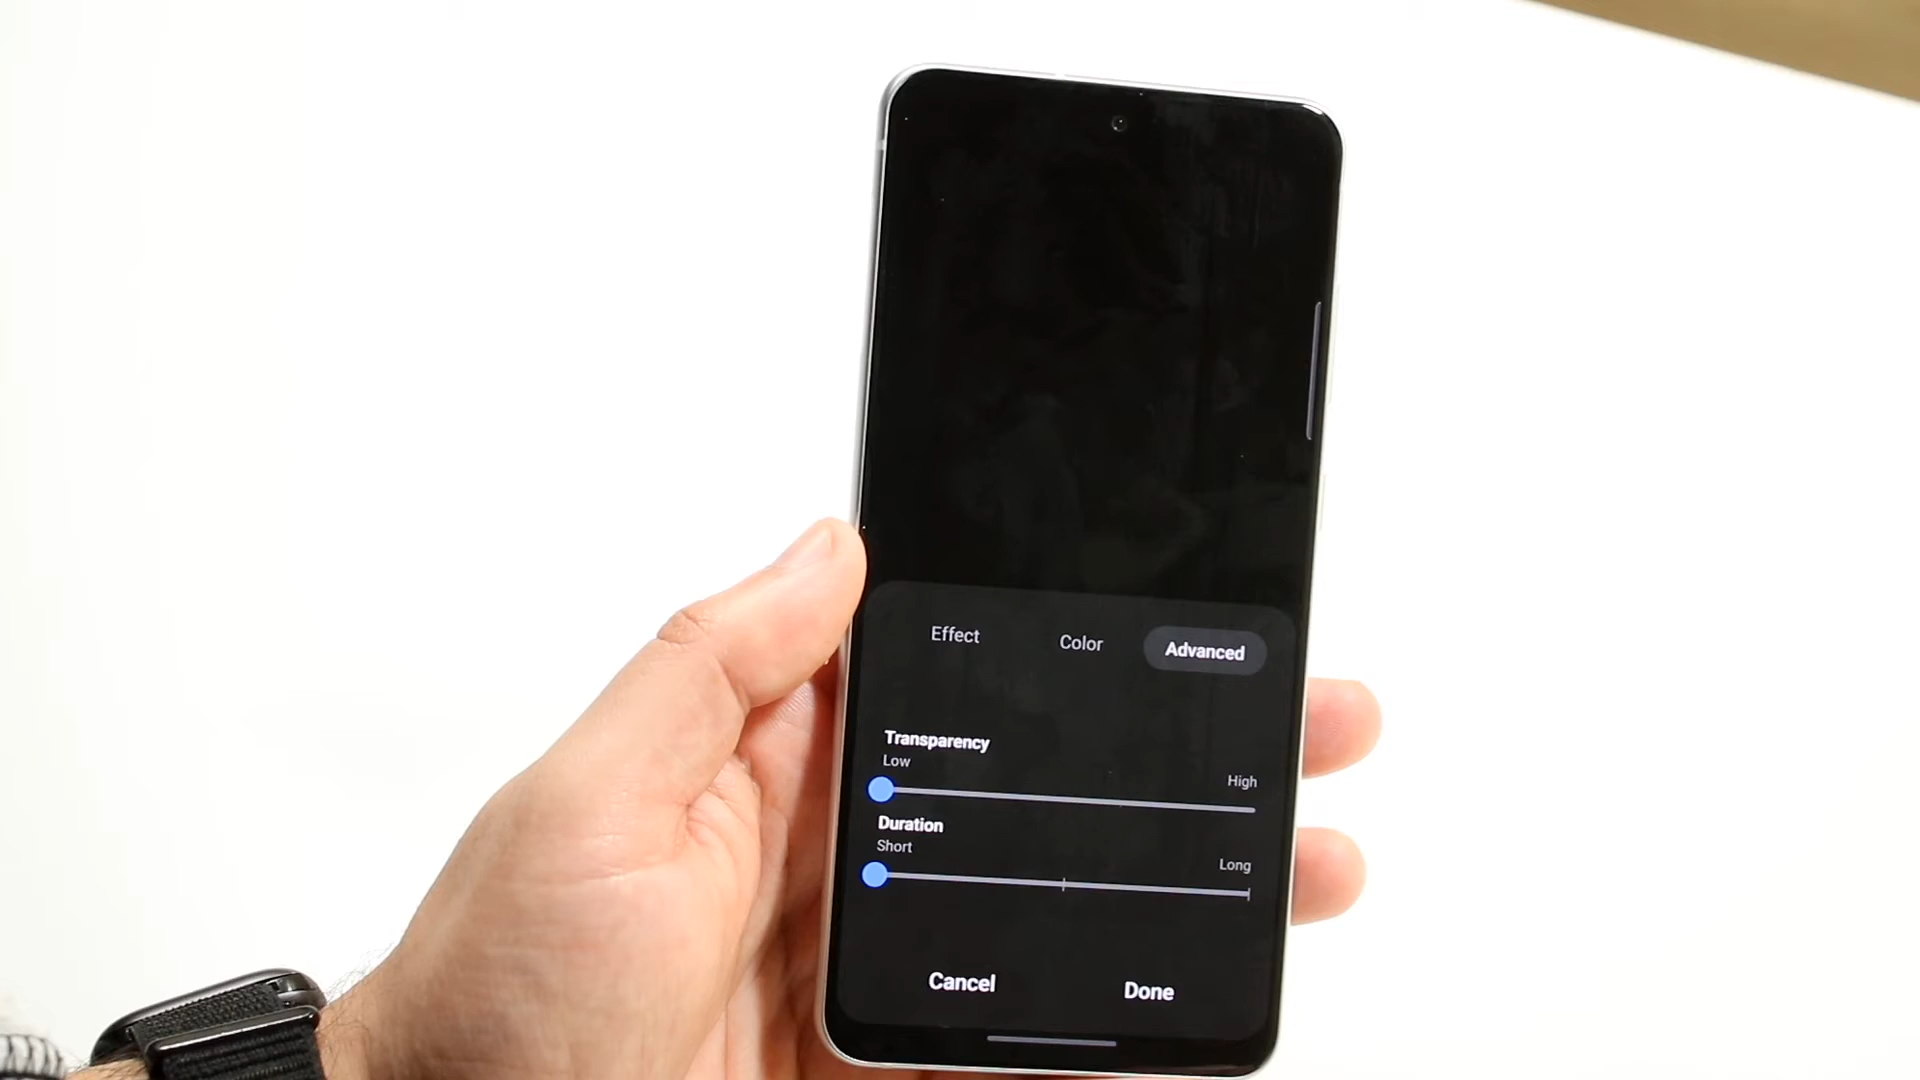 Effect
Color
Advanced
Transparency
Low
High
Duration
Short
Long
Cancel
Done